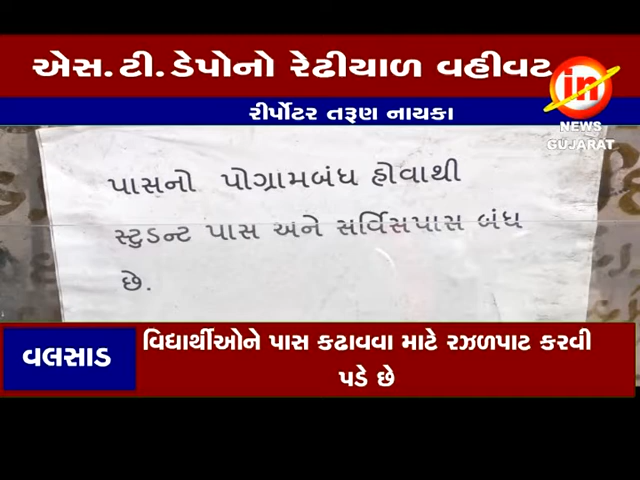 એસ.ટી.ડેપોનો રેઢીયાળ વહીવટ
રીર્પોટર તરૂણ નાયકા
in
NEWS
GUJARAT
પાસનો પોગ્રામબંધ હોવાથી
સ્ટુડન્ટ પાસ અને સર્વિસપાસ બંધ
છે.
વલસાડ
વિદ્યાર્થીઓને પાસ કઢાવવા માટે રઝળપાટ કરવી
પડે છે